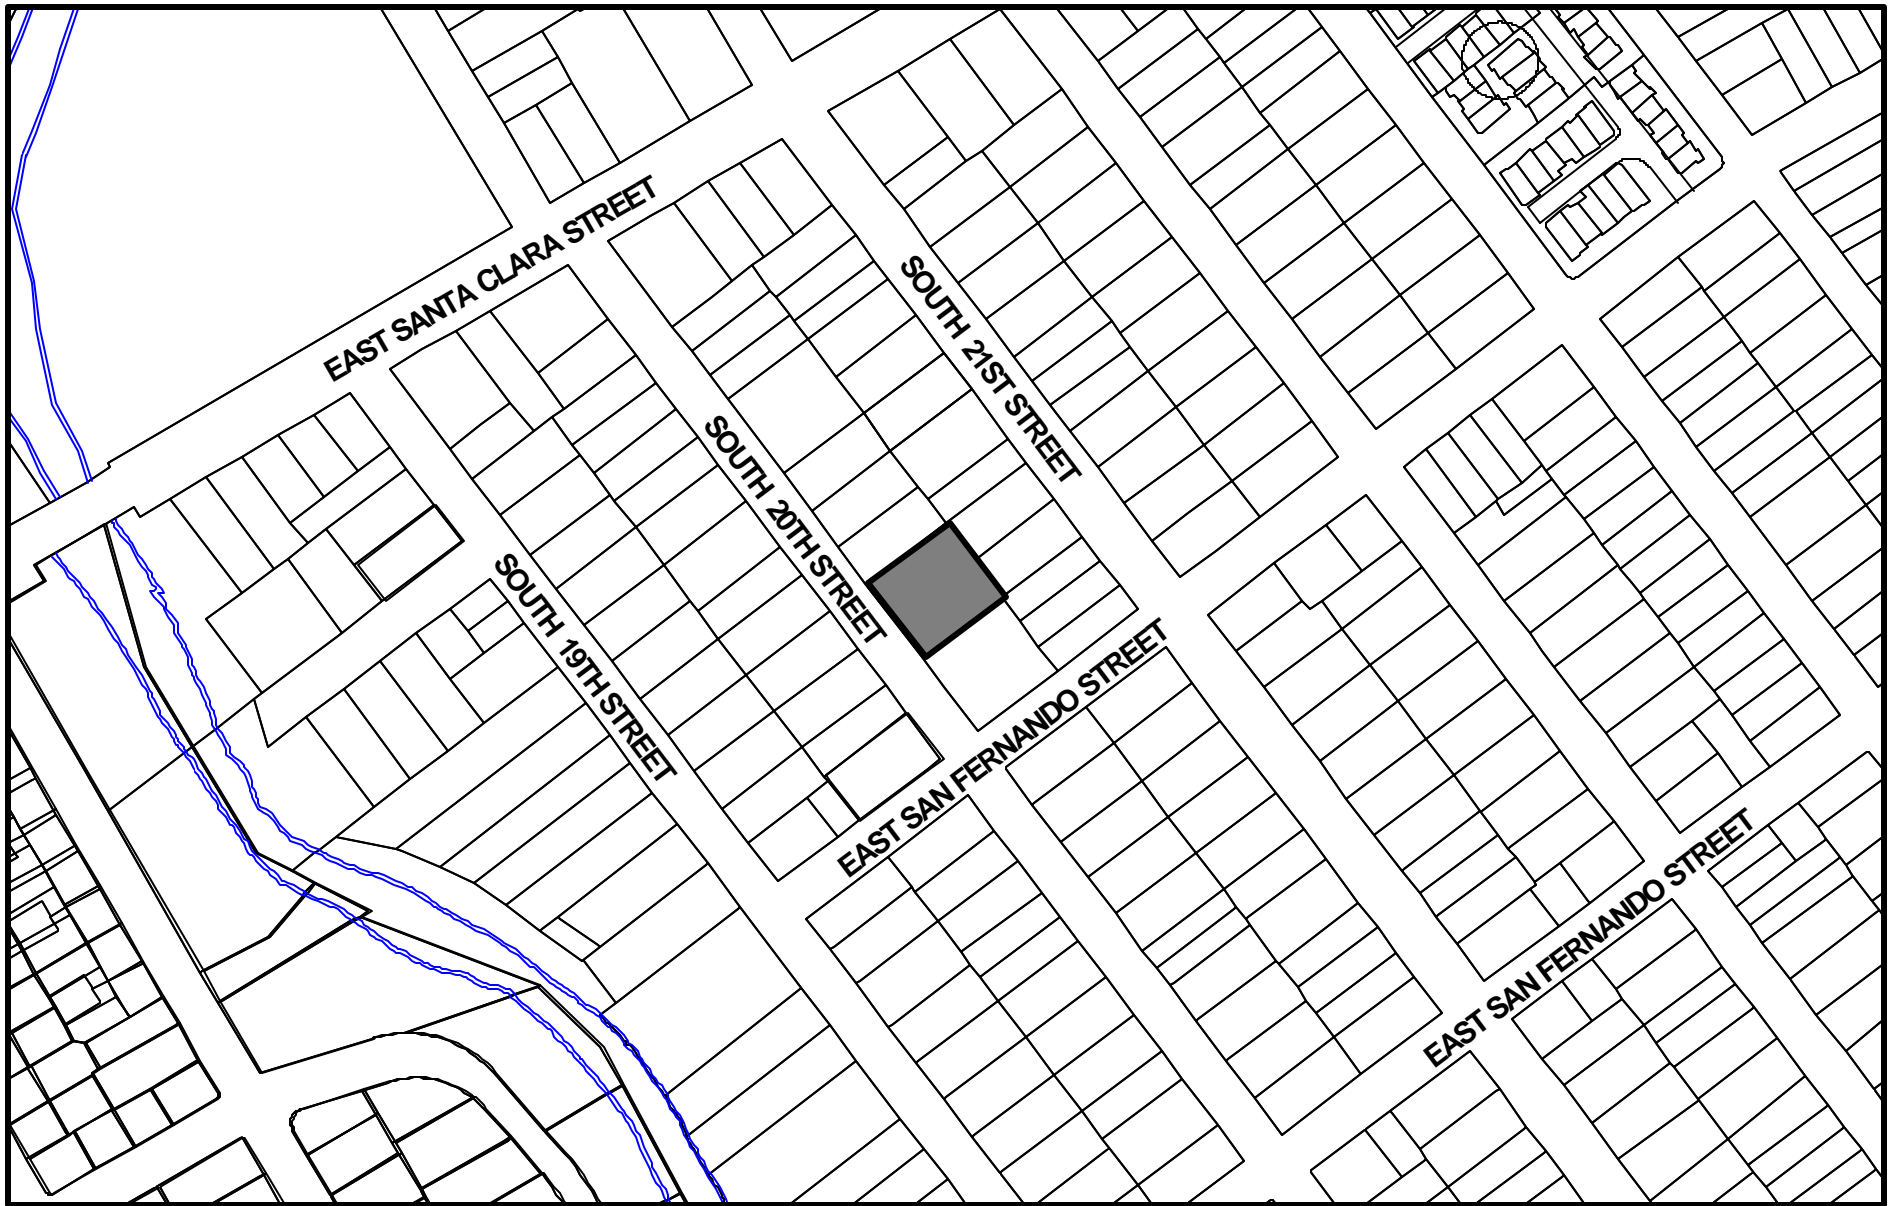 EAST SANTA CLARA STREET
SOUTH 21ST STREET
SOUTH 20TH STREET
SOUTH 19TH STREET
EAST SAN FERNANDO STREET
EAST SAN FERNANDO STREET